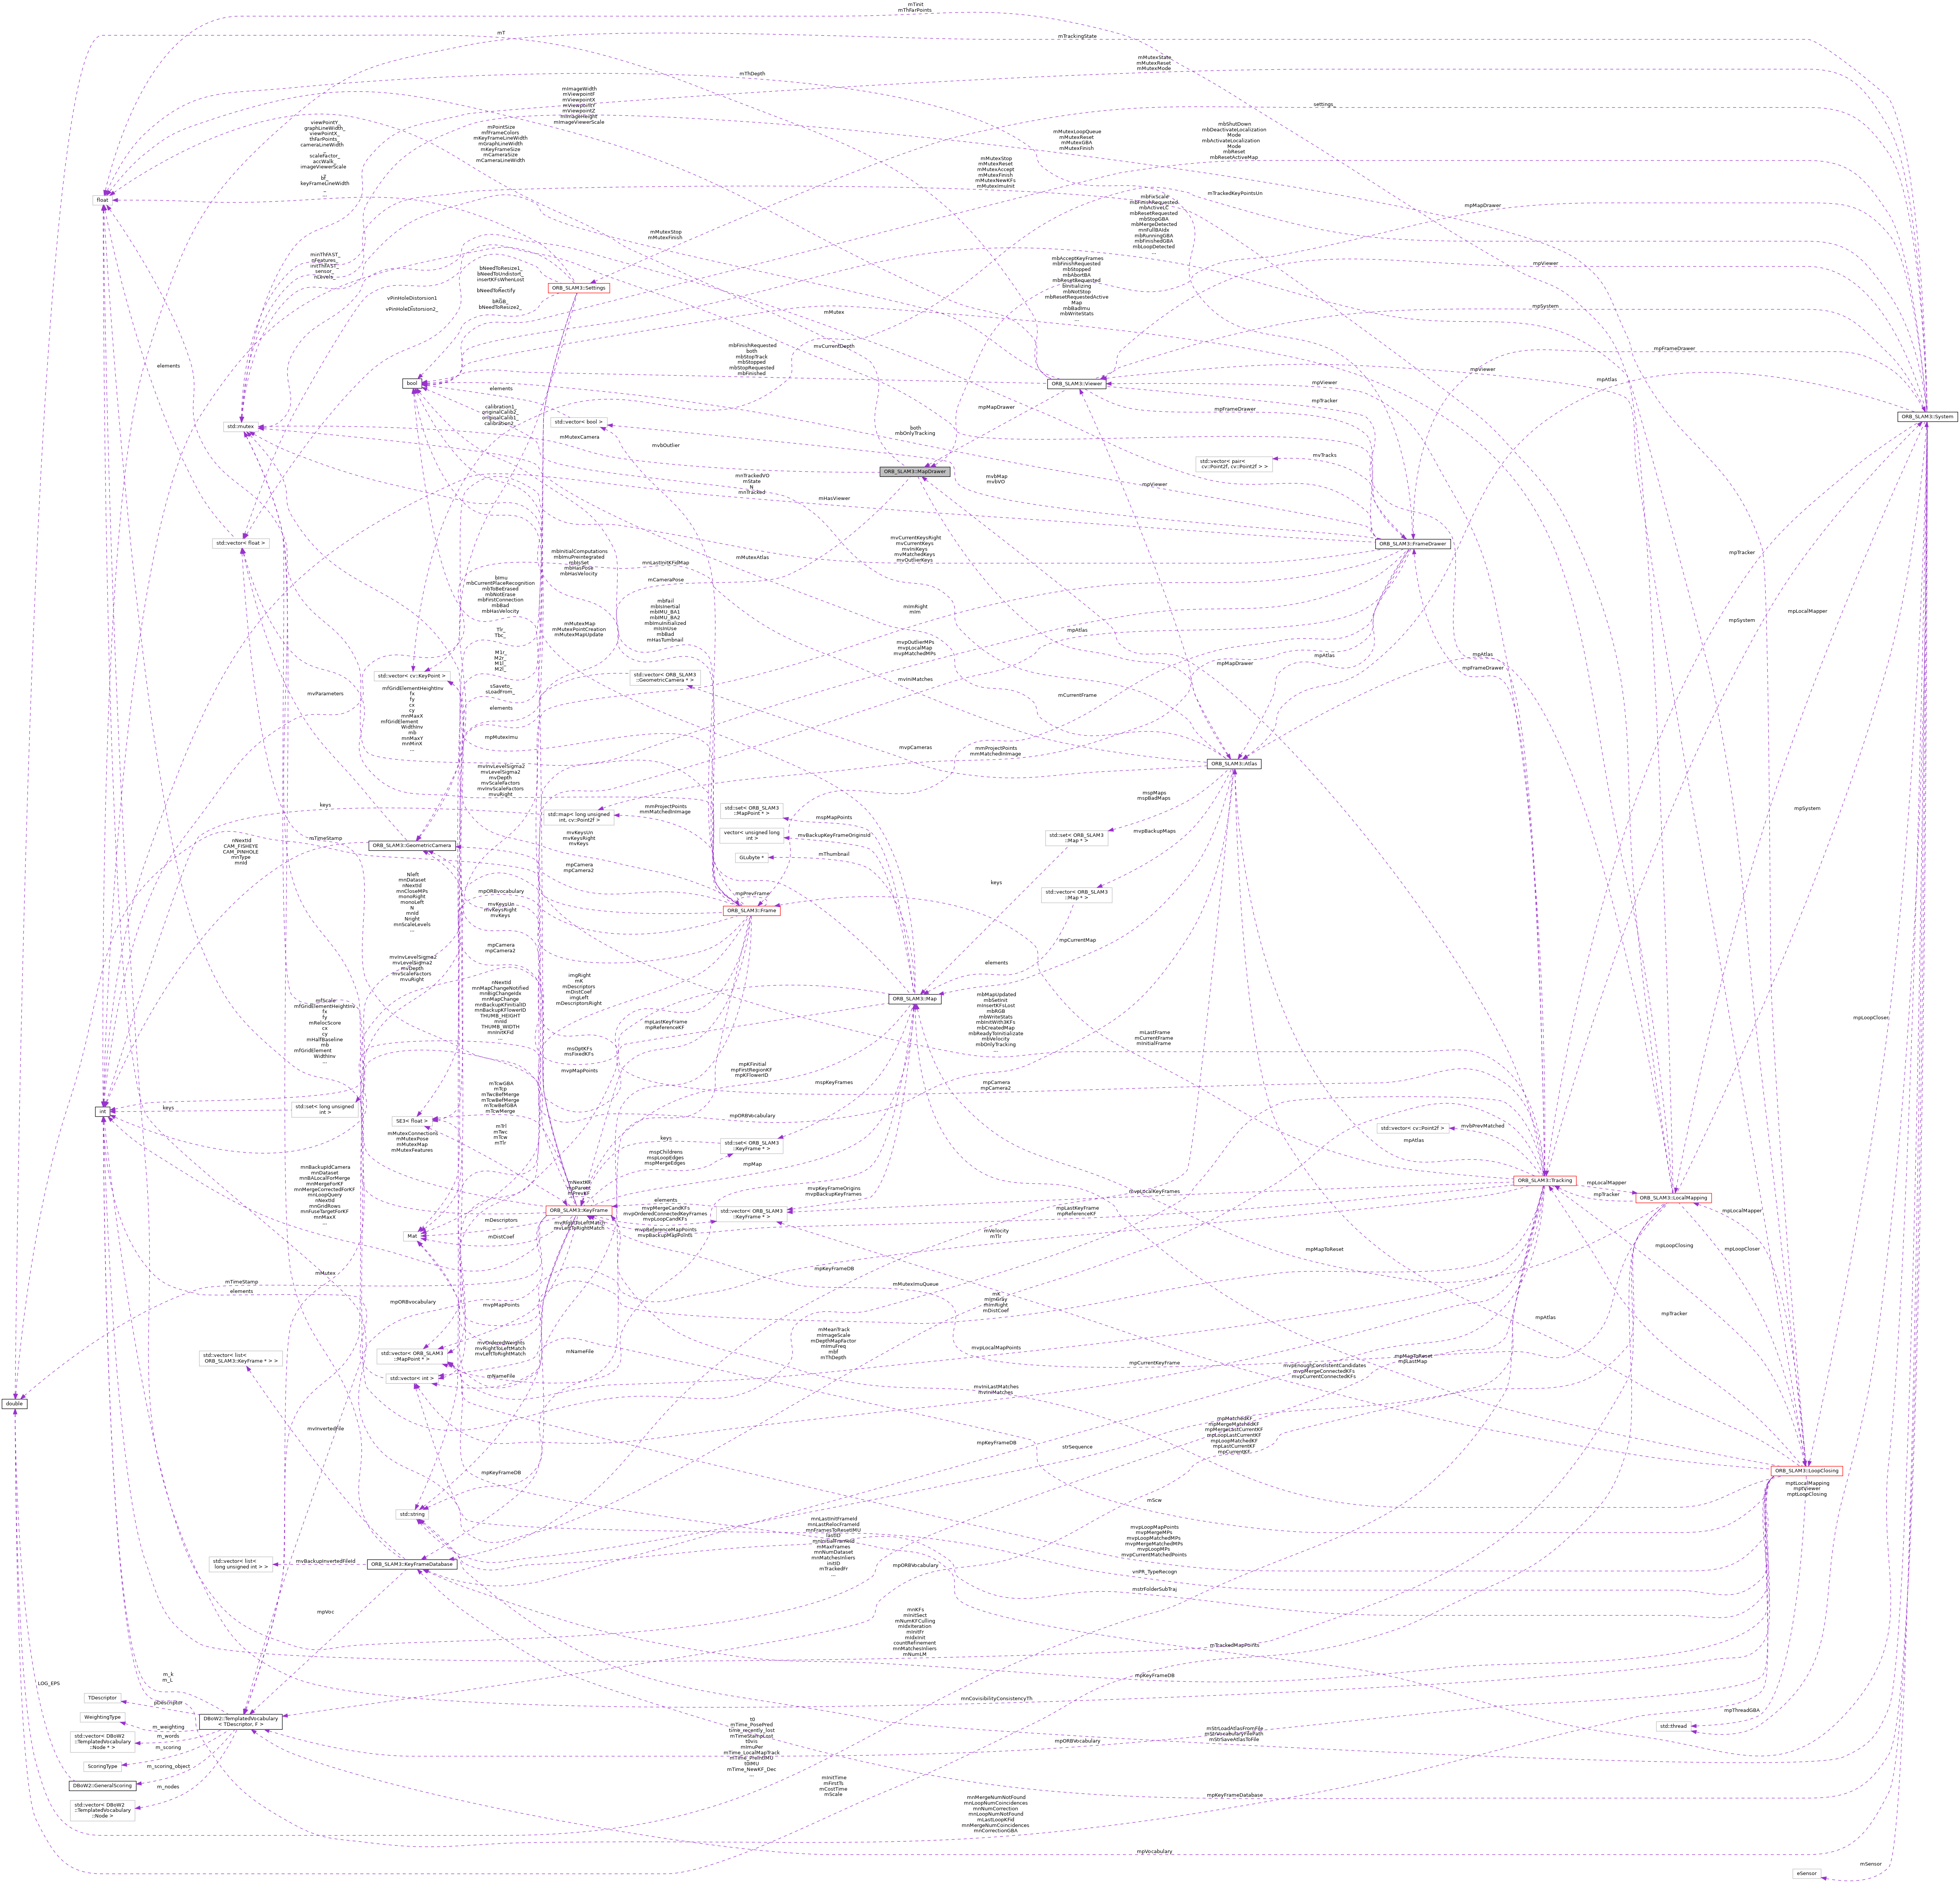 mTinit
mThFarPoints
mT
mTrackingState
mMutexState
mMutexReset
mMutexMode
mThDepth
mImageWidth
mViewpointF
mViewpointX
mViewpointY
mViewpointZ
mImageHeight
mImageViewerScale
settings_
viewPointY_
graphLineWidth_
viewPointX_
thFarPoints_
cameraLineWidth
_
scaleFactor_
accWalk_
imageViewerScale
_
bf_
keyFrameLineWidth
_
...
mPointSize
mfFrameColors
mKeyFrameLineWidth
mGraphLineWidth
mKeyFrameSize
mCameraSize
mCameraLineWidth
mMutexLoopQueue
mMutexReset
mMutexGBA
mMutexFinish
mbShutDown
mbDeactivateLocalization
Mode
mbActivateLocalization
Mode
mbReset
mbResetActiveMap
mMutexStop
mMutexReset
mMutexAccept
mMutexFinish
mMutexNewKFs
mMutexImuInit
float
mTrackedKeyPointsUn
mpMapDrawer
mbFixScale
mbFinishRequested
mbActiveLC
mbResetRequested
mbStopGBA
mbMergeDetected
mnFullBAIdx
mbRunningGBA
mbFinishedGBA
mbLoopDetected
...
mMutexStop
mMutexFinish
minThFAST_
nFeatures_
initThFAST_
sensor_
nLevels_
bNeedToResize1_
bNeedToUndistort_
insertKFsWhenLost
_
bNeedToRectify
_
bRGB_
bNeedToResize2_
ORB_SLAM3::Settings
mbAcceptKeyFrames
mbFinishRequested
mbStopped
mbAbortBA
mbResetRequested
bInitializing
mbNotStop
mbResetRequestedActive
Map
mbBadImu
mbWriteStats
...
mpViewer
mpSystem
vPinHoleDistorsion1
_
vPinHoleDistorsion2_
mMutex
mvCurrentDepth
mpFrameDrawer
elements
mbFinishRequested
both
mbStopTrack
mbStopped
mbStopRequested
mbFinished
bool
ORB_SLAM3::Viewer
mpViewer
mpViewer
mpAtlas
mpTracker
elements
mpMapDrawer
mpFrameDrawer
ORB_SLAM3::System
calibration1_
originalCalib2_
originalCalib1_
calibration2_
std::vector< bool >
std::mutex
both
mbOnlyTracking
mMutexCamera
mvbOutlier
std::vector< pair<
cv::Point2f, cv::Point2f > >
mvTracks
ORB_SLAM3::MapDrawer
mnTrackedVO
mState
N
mnTracked
mvbMap
mvbVO
mpViewer
mHasViewer
std::vector< float >
ORB_SLAM3::FrameDrawer
mvCurrentKeysRight
mvCurrentKeys
mvIniKeys
mvMatchedKeys
mvOutlierKeys
mpTracker
mMutexAtlas
mbInitialComputations
mbImuPreintegrated
mbIsSet
mbHasPose
mbHasVelocity
mnLastInitKFidMap
mCameraPose
bImu
mbCurrentPlaceRecognition
mbToBeErased
mbNotErase
mbFirstConnection
mbBad
mbHasVelocity
mImRight
mIm
mpSystem
mpLocalMapper
mbFail
mbIsInertial
mbIMU_BA1
mbIMU_BA2
mbImuInitialized
mIsInUse
mbBad
mHasTumbnail
mMutexMap
mMutexPointCreation
mMutexMapUpdate
Tlr_
Tbc_
mpAtlas
mvpOutlierMPs
mvpLocalMap
mvpMatchedMPs
M1r_
M2r_
M1l_
M2l_
std::vector< cv::KeyPoint >
std::vector< ORB_SLAM3
::GeometricCamera * >
mpMapDrawer
mpAtlas
mpAtlas
mpFrameDrawer
mvIniMatches
mCurrentFrame
mvParameters
sSaveto_
sLoadFrom_
mfGridElementHeightInv
fx
fy
cx
cy
mnMaxX
mfGridElement
WidthInv
mb
mnMaxY
mnMinX
...
elements
mpMutexImu
mvpCameras
mmProjectPoints
mmMatchedInImage
ORB_SLAM3::Atlas
mvInvLevelSigma2
mvLevelSigma2
mvDepth
mvScaleFactors
mvInvScaleFactors
mvuRight
mspMaps
mspBadMaps
keys
std::map< long unsigned
int, cv::Point2f >
mmProjectPoints
mmMatchedInImage
std::set< ORB_SLAM3
::MapPoint * >
mspMapPoints
mpSystem
mTimeStamp
nNextId
CAM_FISHEYE
CAM_PINHOLE
mnType
mnId
ORB_SLAM3::GeometricCamera
mvKeysUn
mvKeysRight
mvKeys
vector< unsigned long
int >
mvBackupKeyFrameOriginsId
std::set< ORB_SLAM3
::Map * >
mvpBackupMaps
GLubyte *
mThumbnail
mpCamera
mpCamera2
keys
Nleft
mnDataset
nNextId
mnCloseMPs
monoRight
monoLeft
N
mnId
Nright
mnScaleLevels
...
mpORBvocabulary
mpPrevFrame
std::vector< ORB_SLAM3
::Map * >
mvKeysUn
mvKeysRight
mvKeys
ORB_SLAM3::Frame
mpCamera
mpCamera2
mpCurrentMap
mvInvLevelSigma2
mvLevelSigma2
mvDepth
mvScaleFactors
mvuRight
elements
imgRight
mK
mDescriptors
mDistCoef
imgLeft
mDescriptorsRight
nNextId
mnMapChangeNotified
mnBigChangeIdx
mnMapChange
mnBackupKFinitialID
mnBackupKFlowerID
THUMB_HEIGHT
mnId
THUMB_WIDTH
mnInitKFid
ORB_SLAM3::Map
mfScale
mfGridElementHeightInv
fx
fy
mRelocScore
cx
cy
mHalfBaseline
mb
mfGridElement
WidthInv
...
mbMapUpdated
mbSetInit
mInsertKFsLost
mbRGB
mbWriteStats
mbInitWith3KFs
mbCreatedMap
mbReadyToInitializate
mbVelocity
mbOnlyTracking
mpLoopCloser
mpLastKeyFrame
mpReferenceKF
mLastFrame
mCurrentFrame
mInitialFrame
msOptKFs
msFixedKFs
mvpMapPoints
mpKFinitial
mpFirstRegionKF
mpKFlowerID
mspKeyFrames
mpCamera
mpCamera2
int
keys
std::set< long unsigned
int >
mTcwGBA
mTcp
mTwcBefMerge
mTcwBefMerge
mTcwBefGBA
mTcwMerge
SE3< float >
mpORBVocabulary
mTrl
mTwc
mTcw
mTlr
std::vector< cv::Point2f >
mvbPrevMatched
mMutexConnections
mMutexPose
mMutexMap
mMutexFeatures
keys
std::set< ORB_SLAM3
::KeyFrame * >
mpAtlas
mspChildrens
mspLoopEdges
mspMergeEdges
mpMap
mnBackupIdCamera
mnDataset
mnBALocalForMerge
mnMergeForKF
mnMergeCorrectedForKF
mnLoopQuery
nNextId
mnGridRows
mnFuseTargetForKF
mnMaxX
...
mNextKF
mpParent
mPrevKF
mvpKeyFrameOrigins
mvpBackupKeyFrames
mvpLocalKeyFrames
ORB_SLAM3::Tracking
mpLocalMapper
mpTracker
ORB_SLAM3::LocalMapping
elements
ORB_SLAM3::KeyFrame
mvpMergeCandKFs
mvpOrderedConnectedKeyFrames
mvpLoopCandKFs
std::vector< ORB_SLAM3
::KeyFrame * >
mpLastKeyFrame
mpReferenceKF
mpLocalMapper
mDescriptors
mvRightToLeftMatch
mvLeftToRightMatch
mvpReferenceMapPoints
mvpBackupMapPoints
Mat
mDistCoef
mVelocity
mTlr
mpLoopClosing
mpLoopCloser
mpMapToReset
mpKeyFrameDB
mMutex
mTimeStamp
elements
mMutexImuQueue
mpORBvocabulary
mvpMapPoints
mK
mImGray
mImRight
mDistCoef
mpTracker
mpAtlas
mMeanTrack
mImageScale
mDepthMapFactor
mImuFreq
mbf
mThDepth
mvOrderedWeights
mvRightToLeftMatch
mvLeftToRightMatch
mNameFile
std::vector< list<
ORB_SLAM3::KeyFrame * > >
std::vector< ORB_SLAM3
::MapPoint * >
mvpLocalMapPoints
mpCurrentKeyFrame
mpMapToReset
mpLastMap
mvpEnoughConsistentCandidates
mvpMergeConnectedKFs
mvpCurrentConnectedKFs
std::vector< int >
mNameFile
mvIniLastMatches
mvIniMatches
double
mvInvertedFile
mpMatchedKF
mpMergeMatchedKF
mpMergeLastCurrentKF
mpLoopLastCurrentKF
mpLoopMatchedKF
mpLastCurrentKF
mpCurrentKF
mpKeyFrameDB
strSequence
mpKeyFrameDB
ORB_SLAM3::LoopClosing
mptLocalMapping
mptViewer
mptLoopClosing
mScw
std::string
mnLastInitFrameId
mnLastRelocFrameId
mnFramesToResetIMU
lastID
mnInitialFrameId
mMaxFrames
mnNumDataset
mnMatchesInliers
initID
mTrackedFr
...
mvpLoopMapPoints
mvpMergeMPs
mvpLoopMatchedMPs
mvpMergeMatchedMPs
mvpLoopMPs
mvpCurrentMatchedPoints
std::vector< list<
long unsigned int > >
mvBackupInvertedFileId
ORB_SLAM3::KeyFrameDatabase
mpORBVocabulary
vnPR_TypeRecogn
mstrFolderSubTraj
mpVoc
mnKFs
mInitSect
mNumKFCulling
mIdxIteration
mInitFr
mIdxInit
countRefinement
mnMatchesInliers
mNumLM
mTrackedMapPoints
mpKeyFrameDB
m_k
m_L
LOG_EPS
TDescriptor
pDescriptor
mnCovisibilityConsistencyTh
WeightingType
m_weighting
DBoW2::TemplatedVocabulary
< TDescriptor, F >
mpThreadGBA
std::thread
std::vector< DBoW2
::TemplatedVocabulary
::Node * >
m_words
t0
mTime_PosePred
time_recently_lost
mTimeStampLost
t0vis
mImuPer
mTime_LocalMapTrack
mTime_PreIntIMU
t0IMU
mTime_NewKF_Dec
...
mpORBVocabulary
mStrLoadAtlasFromFile
mStrVocabularyFilePath
mStrSaveAtlasToFile
ScoringType
m_scoring
m_scoring_object
DBoW2::GeneralScoring
m_nodes
std::vector< DBoW2
::TemplatedVocabulary
::Node >
mInitTime
mFirstTs
mCostTime
mScale
mpKeyFrameDatabase
mnMergeNumNotFound
mnLoopNumCoincidences
mnNumCorrection
mnLoopNumNotFound
mLastLoopKFid
mnMergeNumCoincidences
mnCorrectionGBA
mpVocabulary
eSensor
mSensor